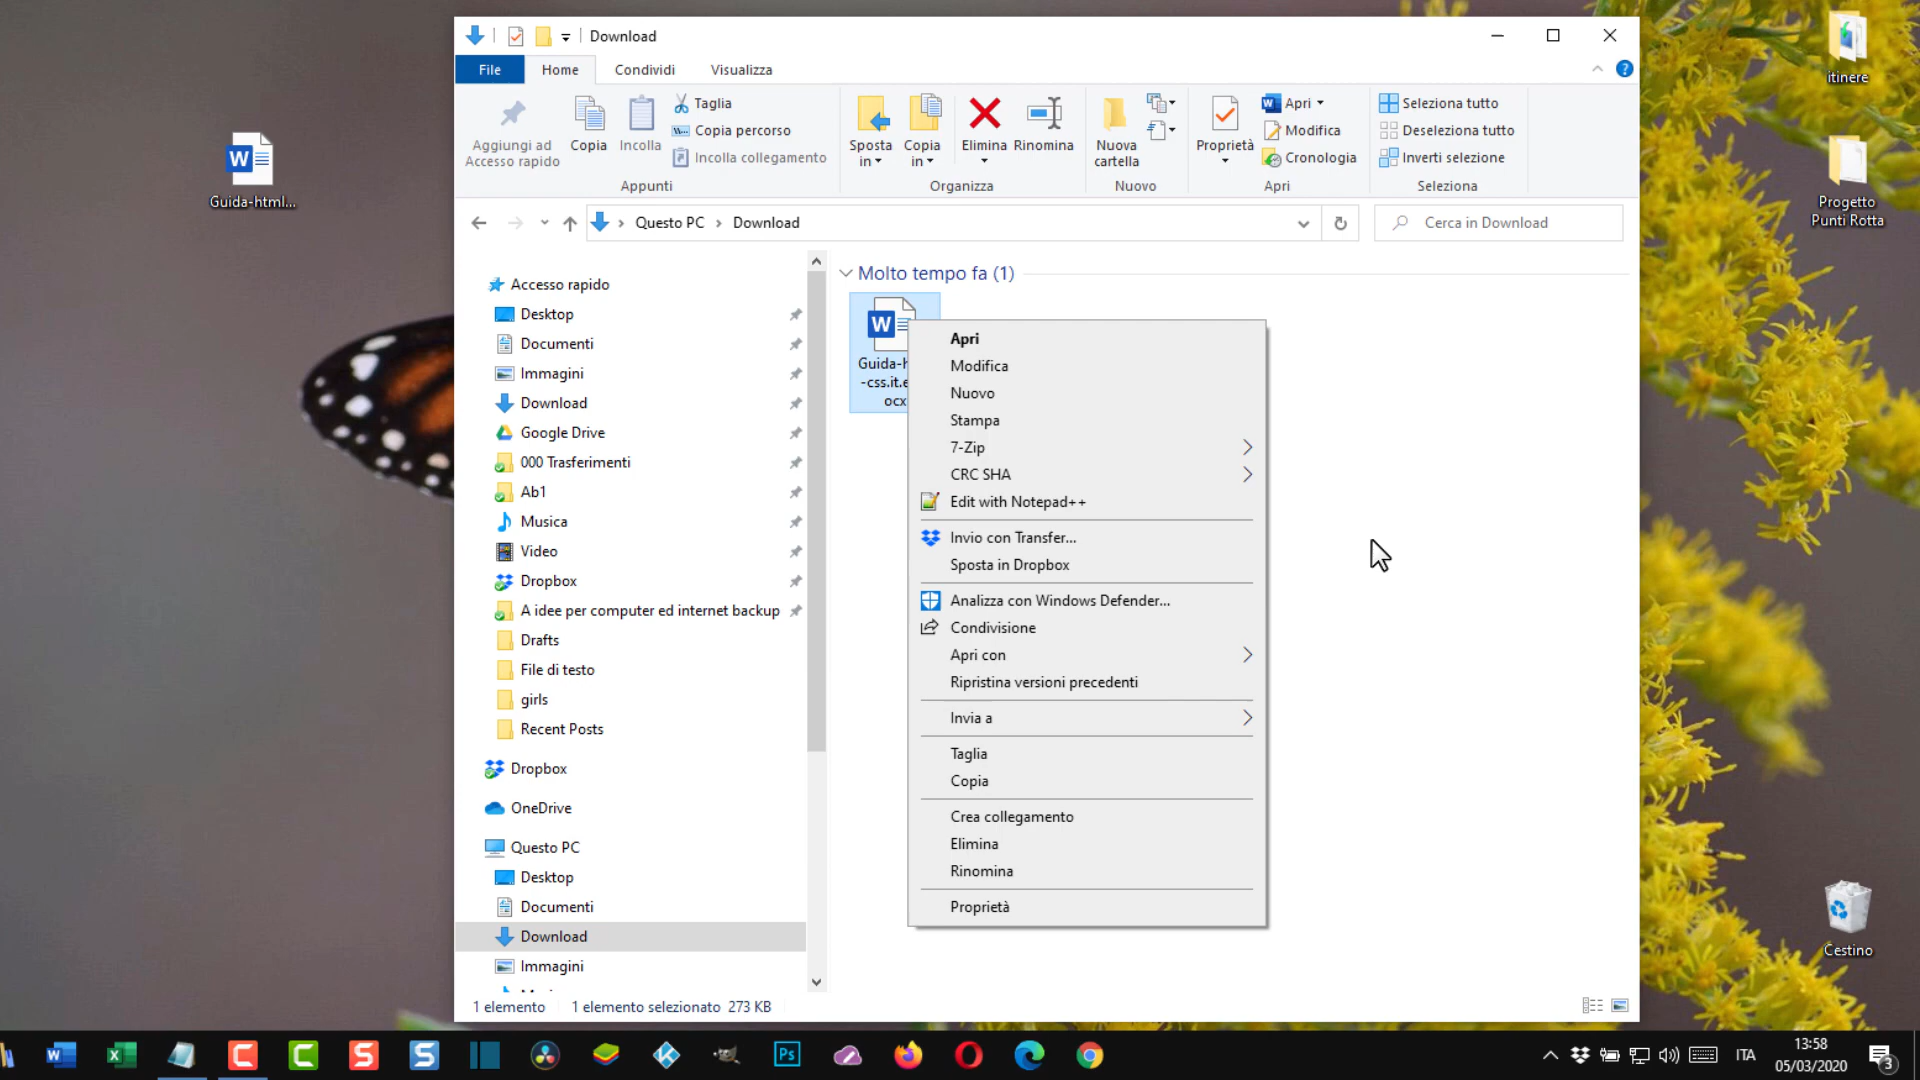 Download
File
Home
Condividi
Visualizza
Aggiungi ad
Accesso rapido
Copia
Incolla
Taglia
Copia percorso
Incolla collegamento
Appunti
Sposta
in
Copia
in
Elimina
Rinomina
Organizza
Nuova
cartella
Nuovo
Proprietà
Apri
Modifica
Cronologia
Apri
Seleziona tutto
Deseleziona tutto
Inverti selezione
Seleziona
Questo PC
Download
Cerca in Download
Accesso rapido
Desktop
Documenti
Immagini
Download
Google Drive
000 Trasferimenti
Ab1
Musica
Video
Dropbox
A idee per computer ed internet backup
Drafts
File di testo
girls
Recent Posts
Dropbox
OneDrive
Questo PC
Desktop
Documenti
Download
Immagini
Molto tempo fa (1)
Guida-h
-css.it.e
ocx
Apri
Modifica
Nuovo
Stampa
7-Zip
CRC SHA
Edit with Notepad++
Invio con Transfer...
Sposta in Dropbox
Analizza con Windows Defender...
Condivisione
Apri con
Ripristina versioni precedenti
Invia a
Taglia
Copia
Crea collegamento
Elimina
Rinomina
Proprietà
1 elemento
1 elemento selezionato 273 KB
Guida-html...
itinere
Progetto
Punti Rotta
Cestino
ITA
13:58
05/03/2020
3